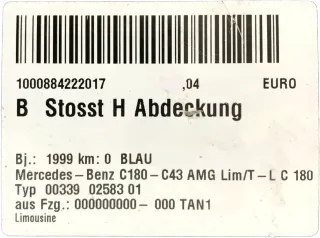 1000884222017 ,04 EURO
B Stosst H Abdeckung
Bj.: 1999 km: 0 BLAU
Mercedes-Benz C180-C43 AMG Lim/T-L C 180
Typ 00339 02583 01
aus Fzg.: 000000000- 000 TAN1
Limousine